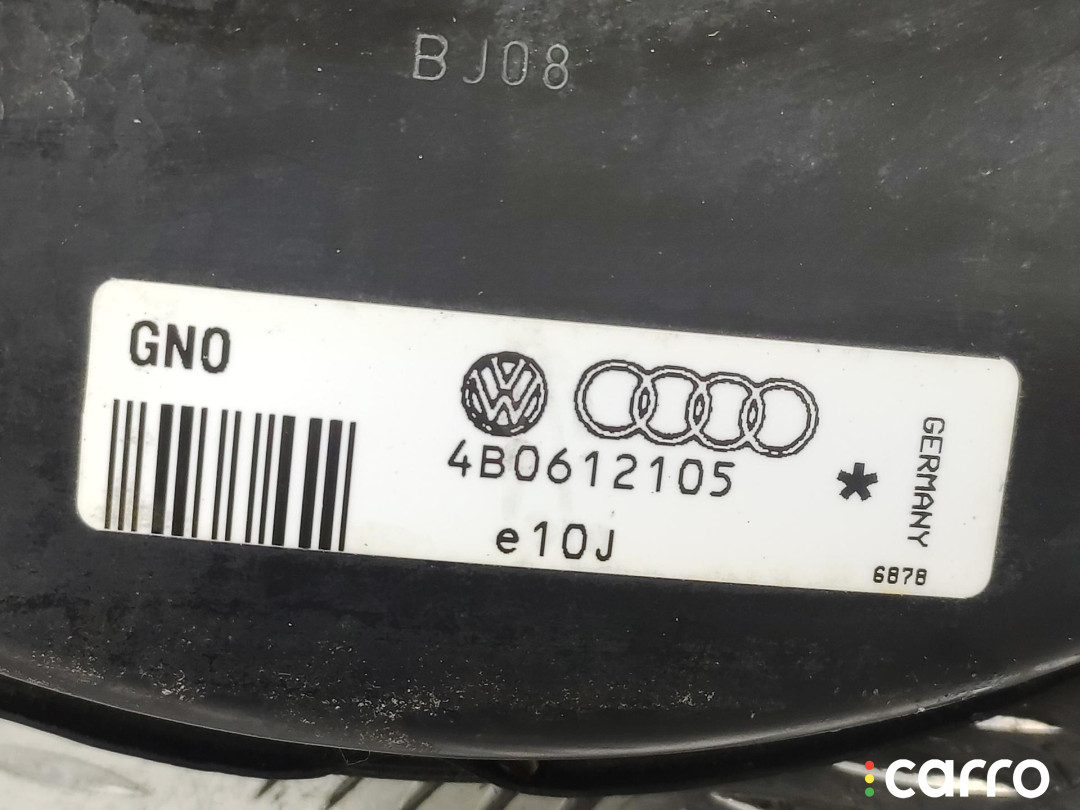 BJ08
GNO
4B0612105
e10J
GERMANY
6878
carro